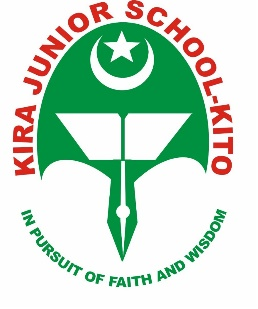 KIRA JUNIOR SCHOOL-KITO
IN PURSUIT OF FAITH AND WISDOM